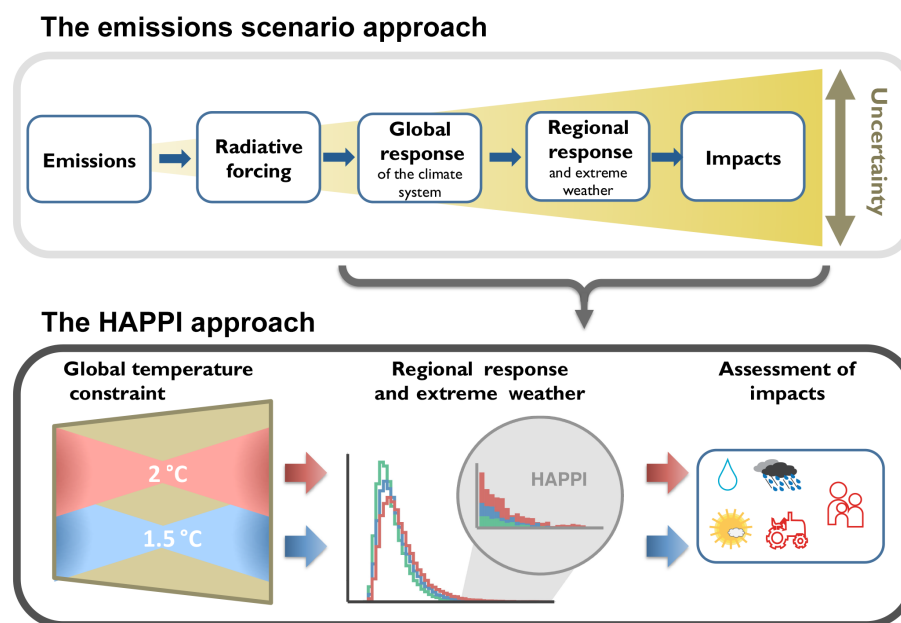 The emissions scenario approach
Emissions
Radiative
forcing
Global
response
of the climate
system
Regional
response
and extreme
weather
Impacts
Uncertainty
The HAPPI approach
Global temperature
constraint
2 °C
1.5 °C
Regional response
and extreme weather
HAPPI
Assessment of
impacts